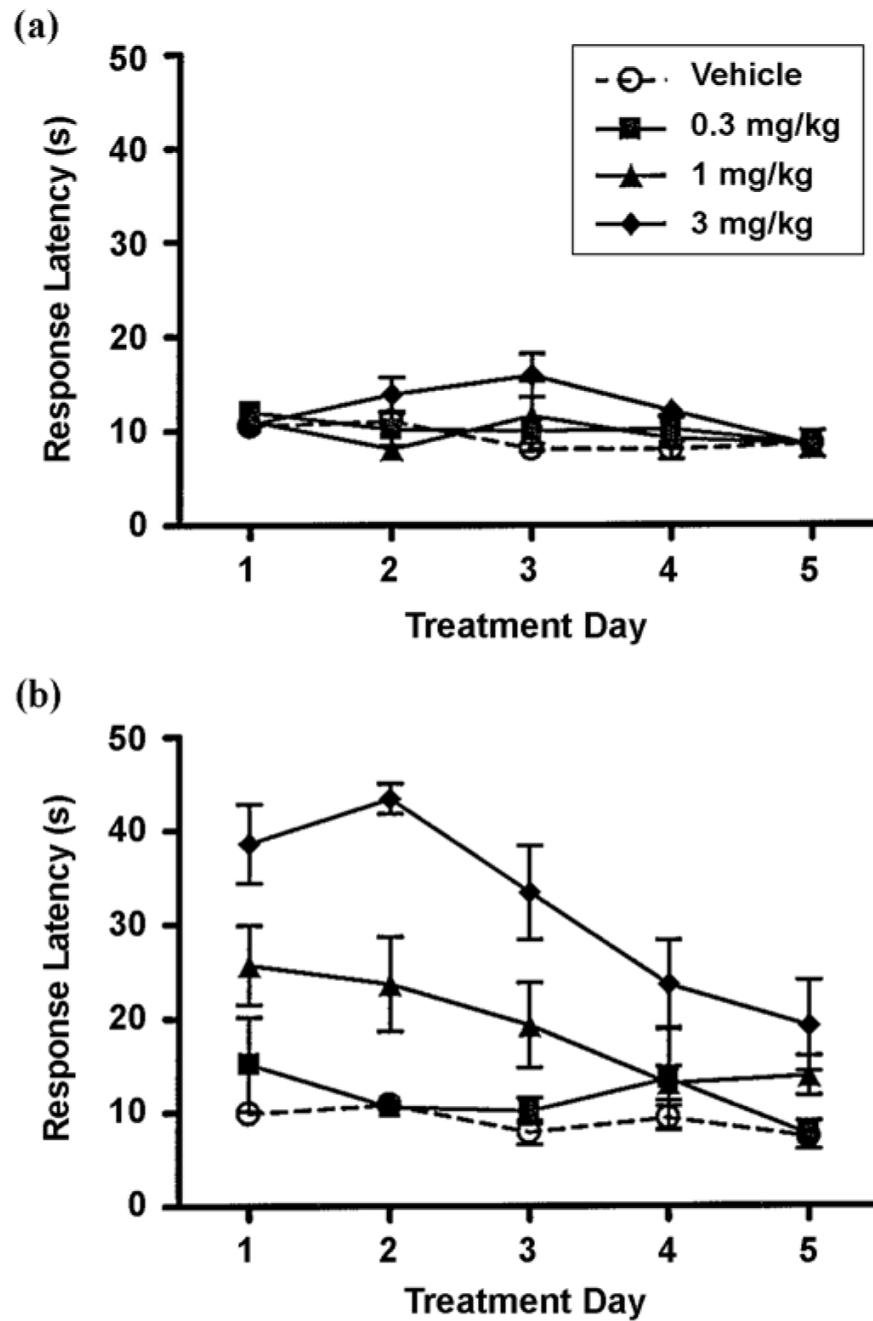 (a)
50
40
30
20
10
0
Response Latency (s)
Vehicle
0.3 mg/kg
1 mg/kg
3 mg/kg
1 2 3 4 5
Treatment Day
(b)
50
40
30
20
10
0
Response Latency (s)
1 2 3 4 5
Treatment Day